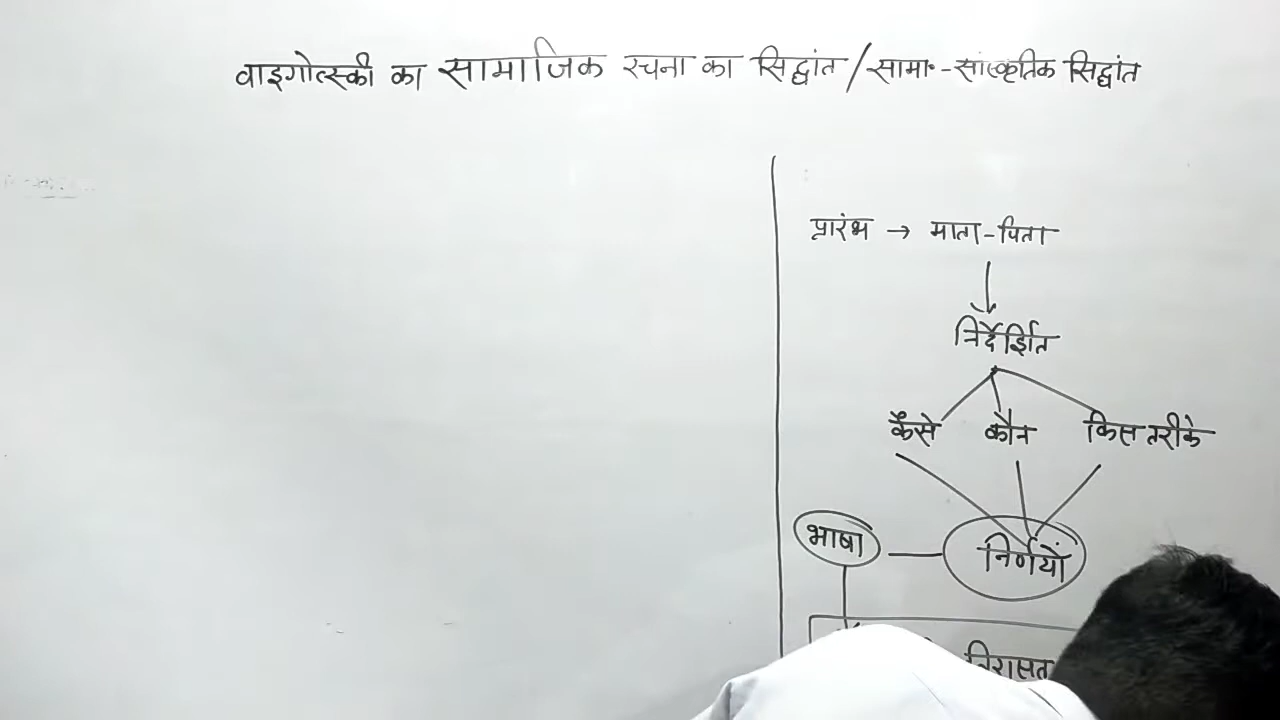 वाइगोत्स्की का सामाजिक रचना का सिद्धांत / सामा॰-सांस्कृतिक सिद्धांत
प्रारंभ → माता-पिता
निर्देशित
कैसे कौन किस तरीके
भाषा निर्णयों
विरासत